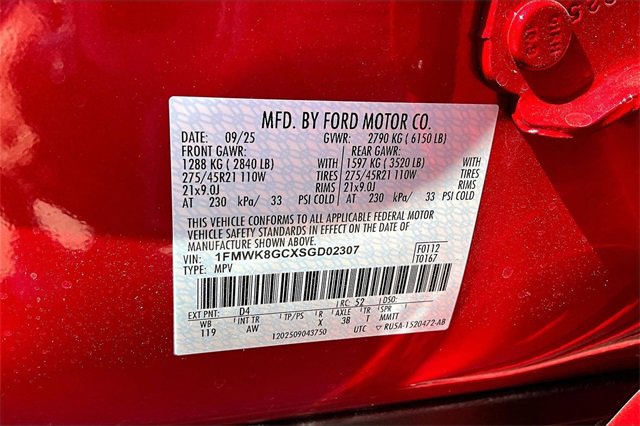 MFD. BY FORD MOTOR CO.
DATE: 09/25 GVWR: 2790 KG (6150 LB)
FRONT GAWR: REAR GAWR:
1288 KG (2840 LB) WITH 1597 KG (3520 LB) WITH
275/45R21 110W TIRES 275/45R21 110W TIRES
21x9.0J RIMS 21x9.0J RIMS
AT 230 kPa/ 33 PSI COLD AT 230 kPa/ 33 PSI COLD
THIS VEHICLE CONFORMS TO ALL APPLICABLE FEDERAL MOTOR
VEHICLE SAFETY STANDARDS IN EFFECT ON THE DATE OF
MANUFACTURE SHOWN ABOVE.
VIN: 1FMWK8GCXSGD02307 F0112
TYPE: MPV T0167
EXT PNT: D4 RC: 52 DSO:
WB INT TR TP/PS R AXLE TR SPR
119 AW X 3B T MMTT
1202509043750 UTC RU5A-1520472-AB